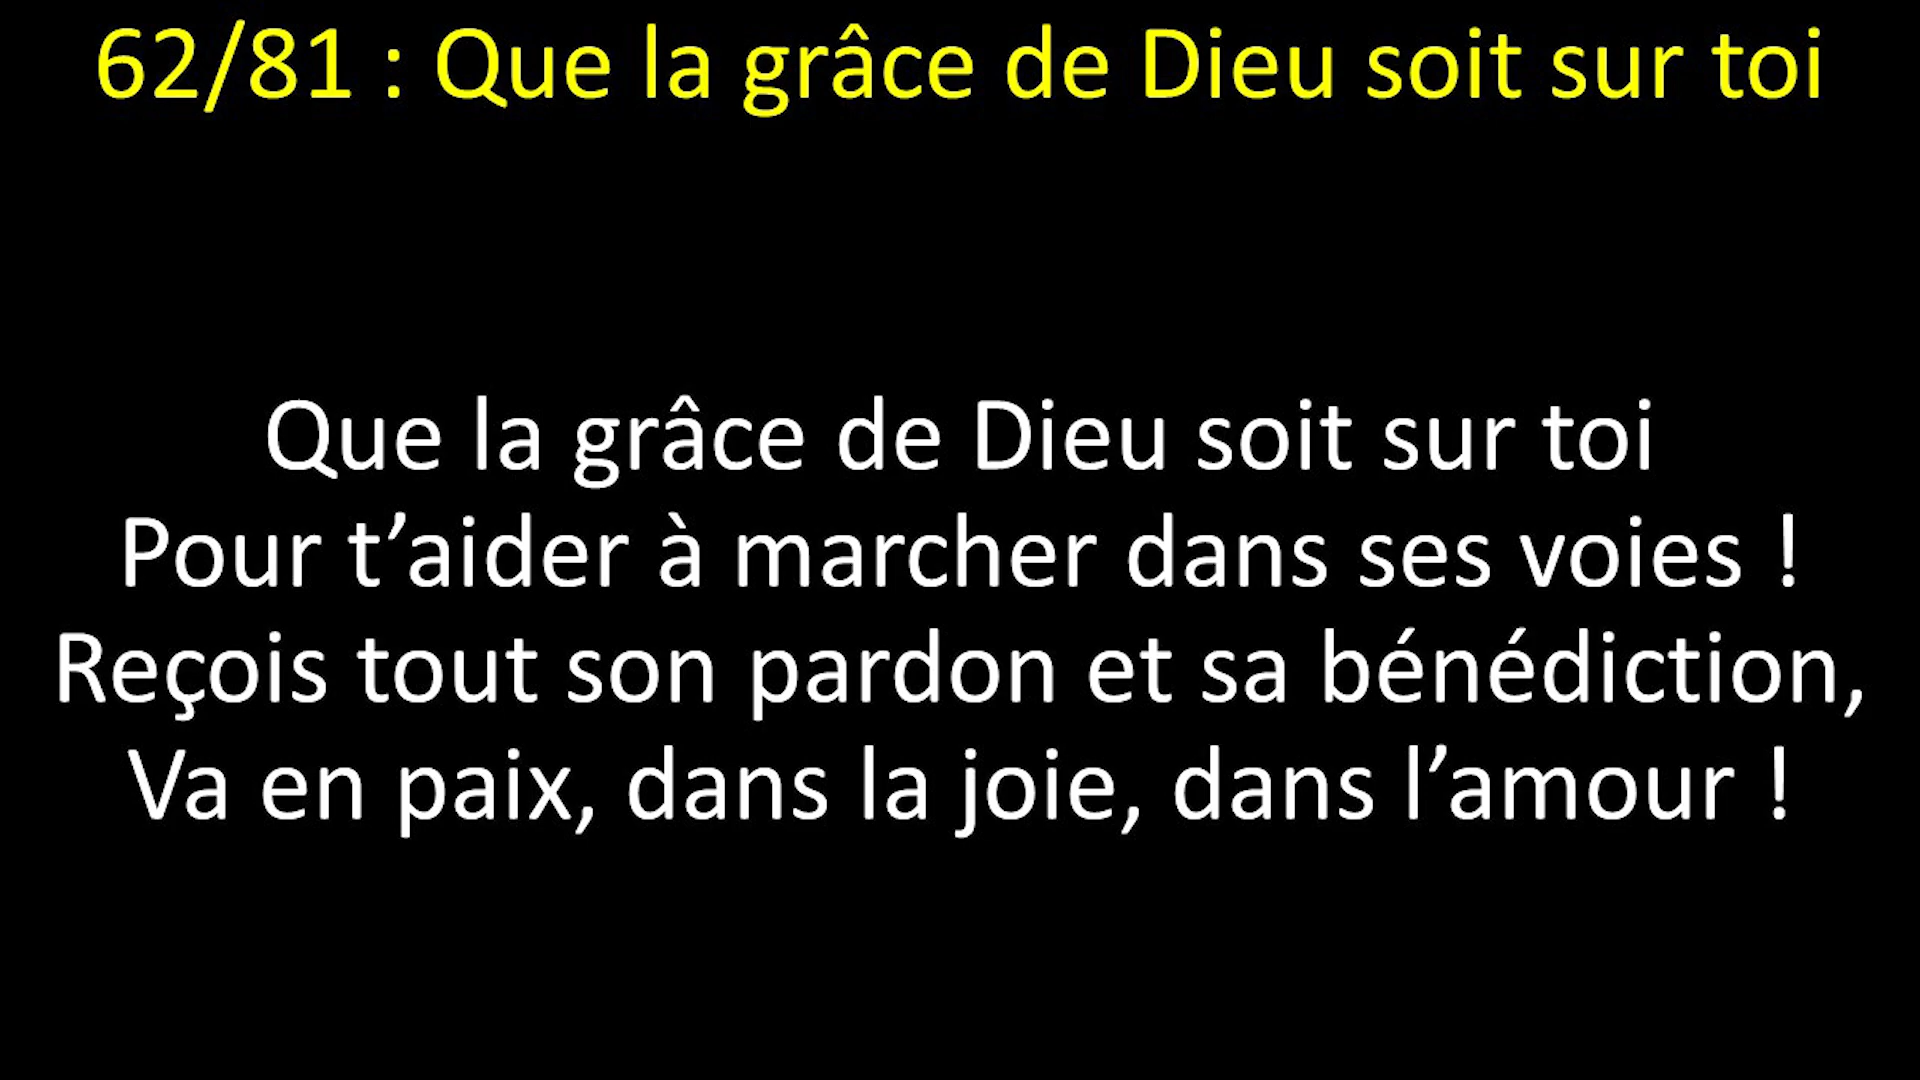 62/81 : Que la grâce de Dieu soit sur toi
Que la grâce de Dieu soit sur toi
Pour t’aider à marcher dans ses voies !
Reçois tout son pardon et sa bénédiction,
Va en paix, dans la joie, dans l’amour !